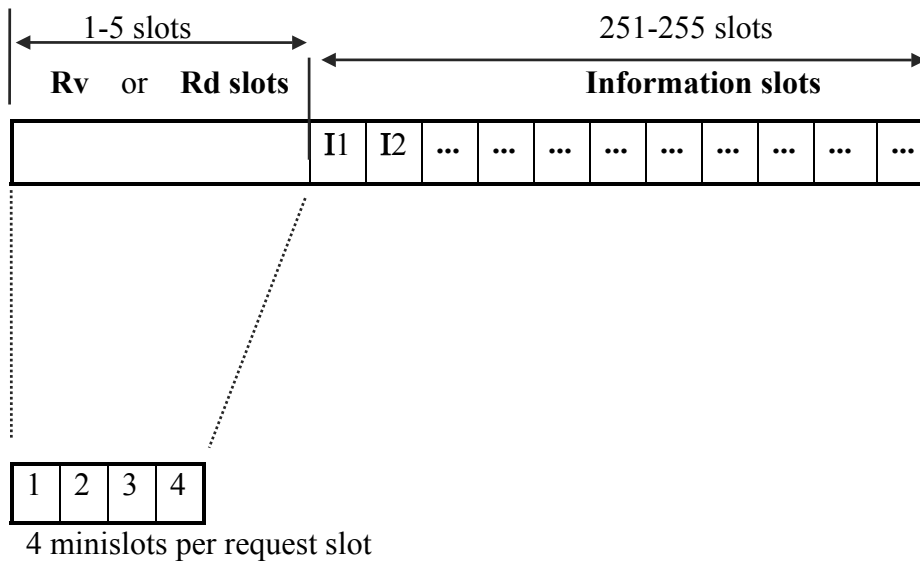 1-5 slots 251-255 slots
Rv or Rd slots Information slots
I1 I2 ... ... ... ... ... ... ... ... ...
1 2 3 4
4 minislots per request slot